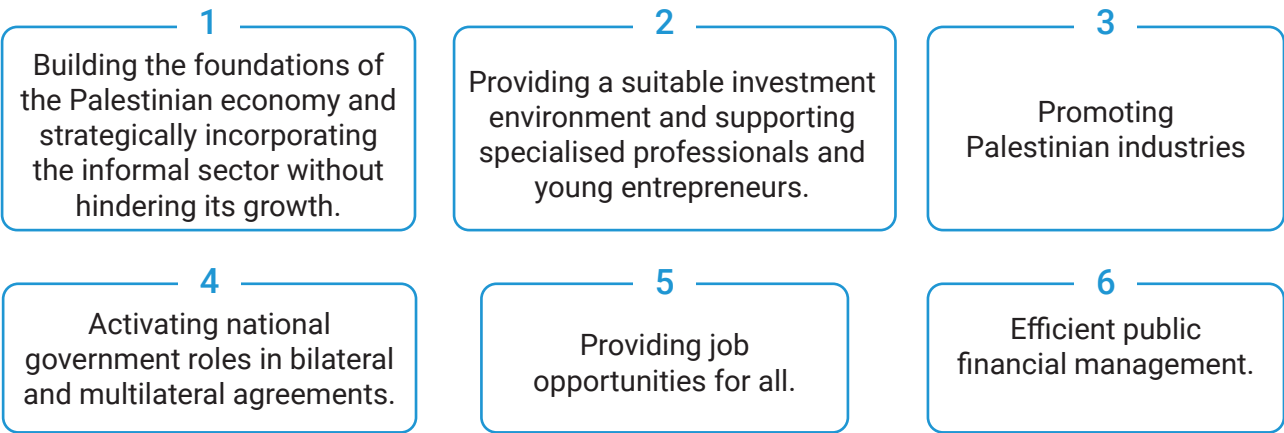 1
Building the foundations of
the Palestinian economy and
strategically incorporating
the informal sector without
hindering its growth.
2
Providing a suitable investment
environment and supporting
specialised professionals and
young entrepreneurs.
3
Promoting
Palestinian industries
4
Activating national
government roles in bilateral
and multilateral agreements.
5
Providing job
opportunities for all.
6
Efficient public
financial management.